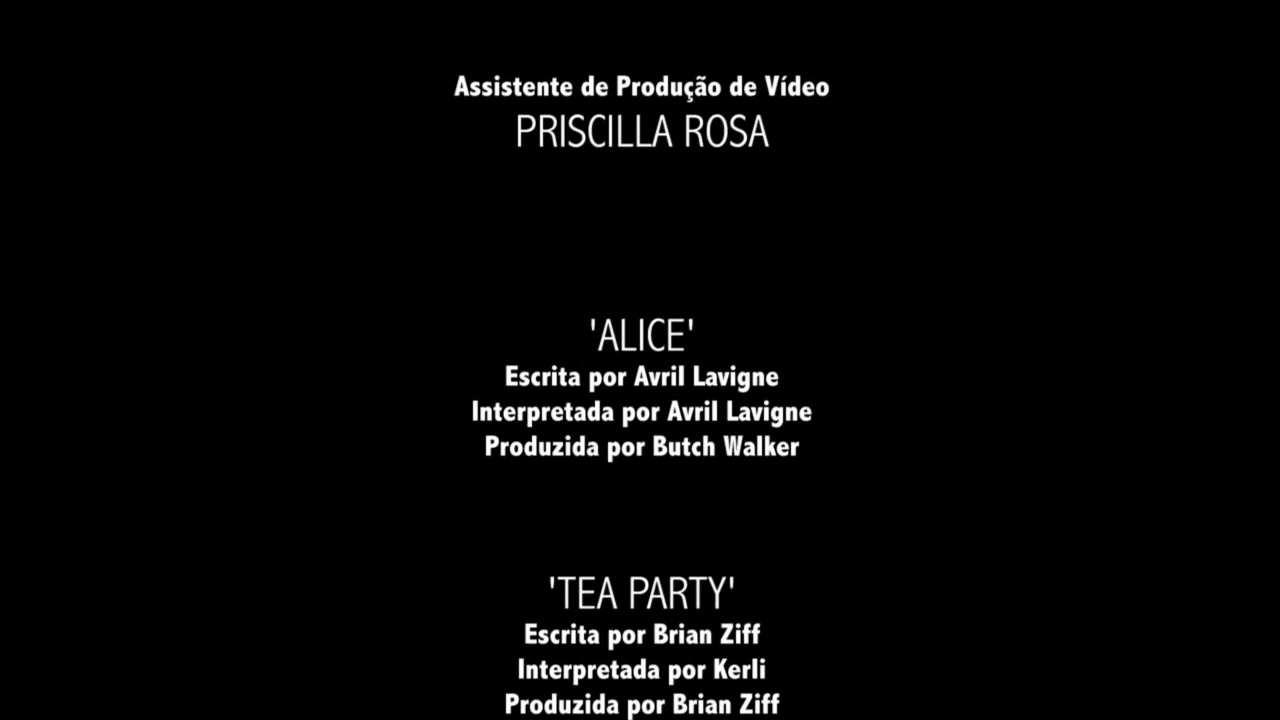 Assistente de Produção de Vídeo
PRISCILLA ROSA
'ALICE'
Escrita por Avril Lavigne
Interpretada por Avril Lavigne
Produzida por Butch Walker
'TEA PARTY'
Escrita por Brian Ziff
Interpretada por Kerli
Produzida por Brian Ziff